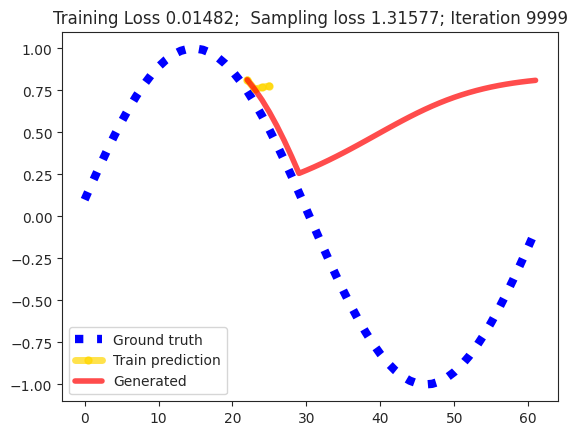 Training Loss 0.01482;  Sampling loss 1.31577; Iteration 9999
1.00
0.75
0.50
0.25
0.00
−0.25
−0.50
−0.75
−1.00
Ground truth
Train prediction
Generated
0 10 20 30 40 50 60